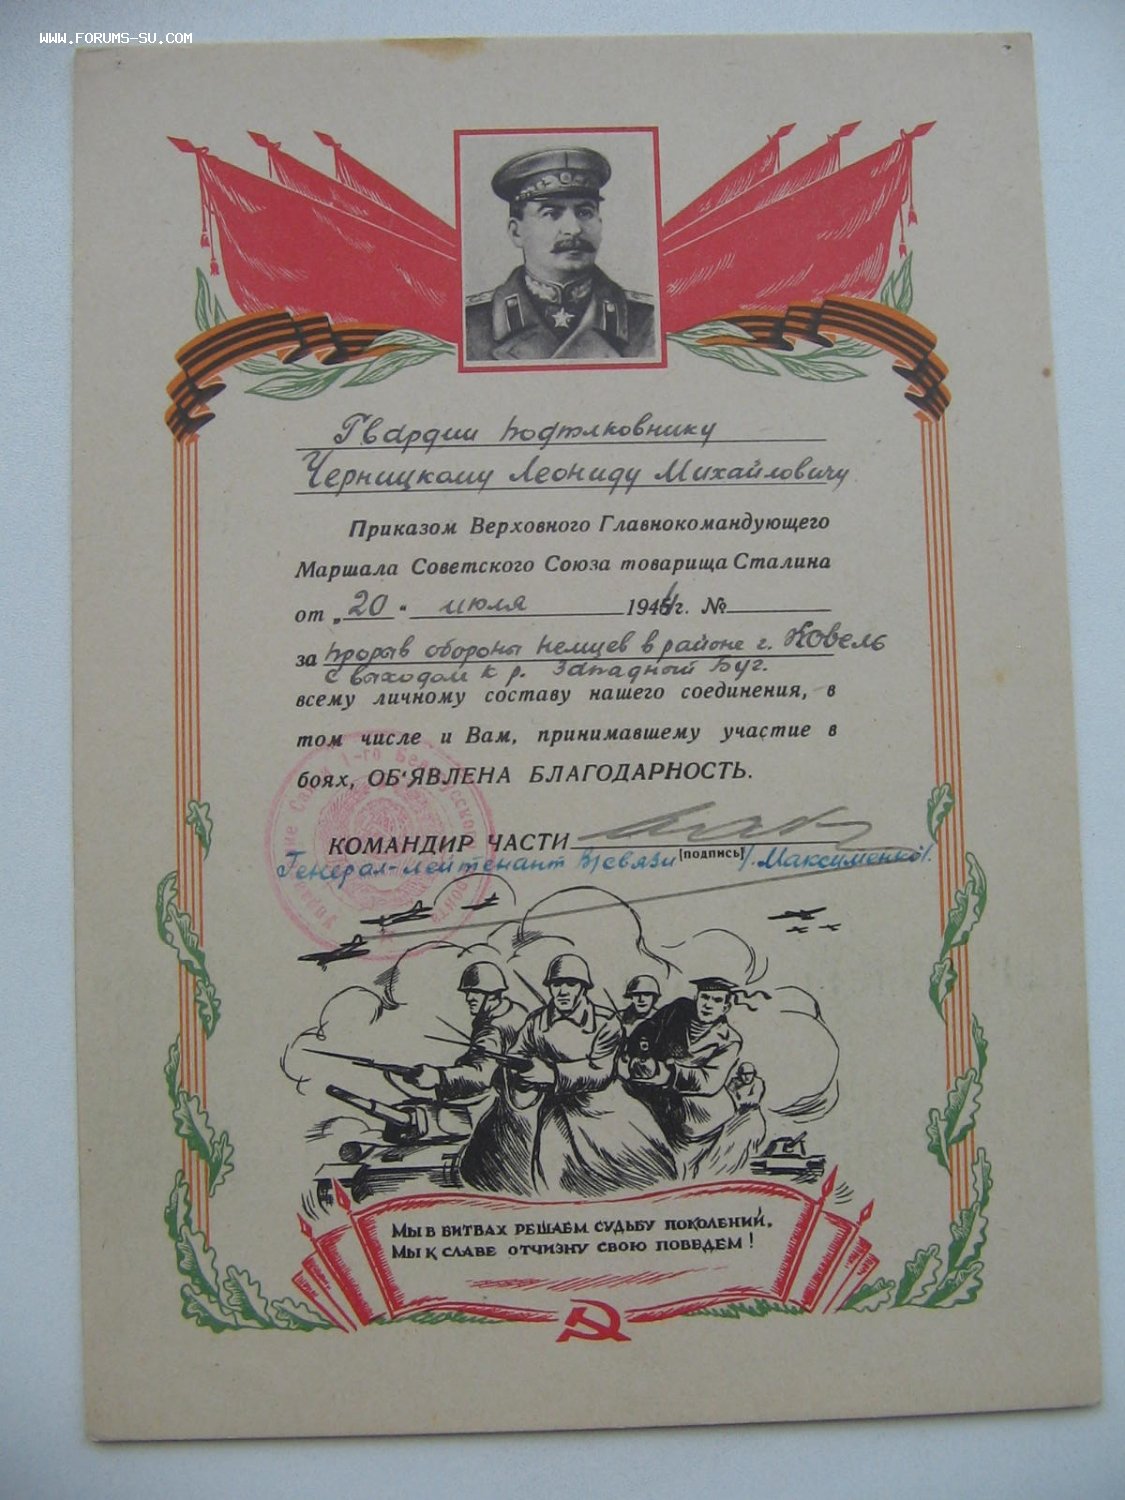 WWW.FORUMS-SU.COM
Гвардии подполковнику
Черницкому Леониду Михайловичу
Приказом Верховного Главнокомандующего
Маршала Советского Союза товарища Сталина
от „20" июля 1944г. №
за прорыв обороны немцев в районе г. Ковель
с выходом к р. Западный Буг.
всему личному составу нашего соединения, в
том числе и Вам, принимавшему участие в
боях, ОБ'ЯВЛЕНА БЛАГОДАРНОСТЬ.
КОМАНДИР ЧАСТИ
[подпись]
Генерал-лейтенант в/связи /. Максименко/.
1-го Белорусского
Мы в битвах решаем судьбу поколений,
Мы к славе отчизну свою поведем!